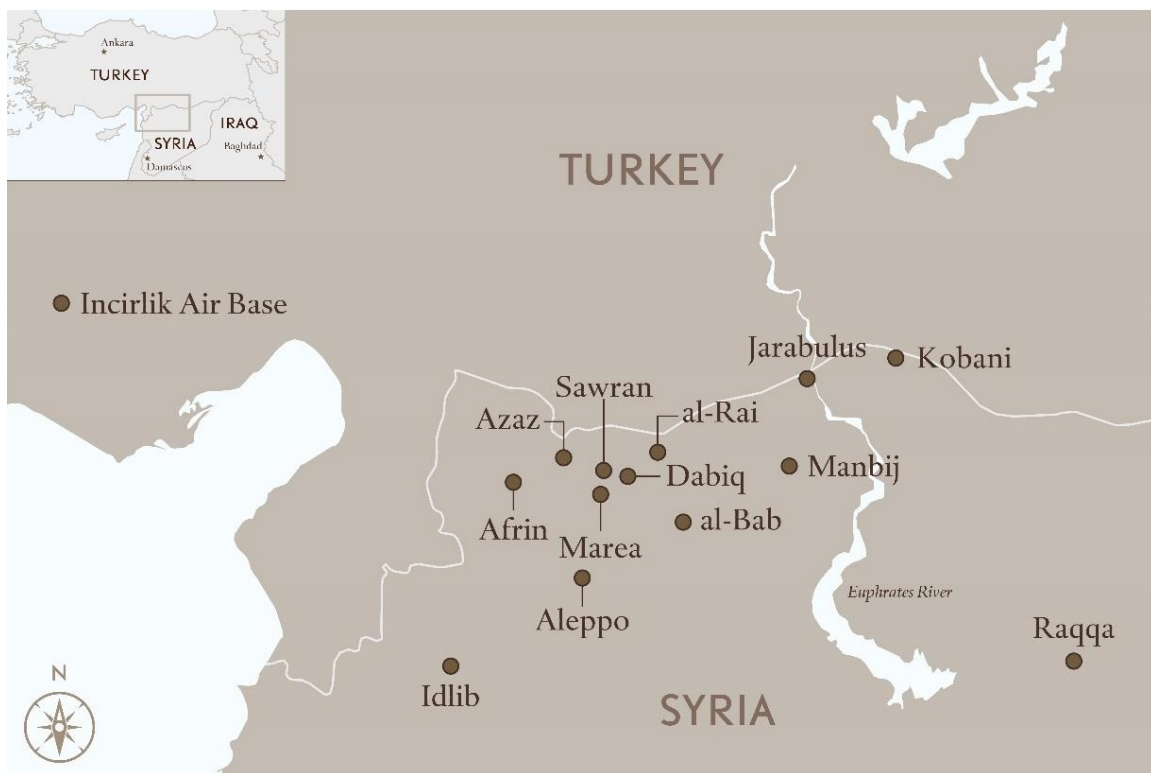 Ankara
TURKEY
IRAQ
SYRIA
Baghdad
Damascus
TURKEY
Incirlik Air Base
Jarabulus
Kobani
Sawran
al-Rai
Azaz
Manbij
Dabiq
al-Bab
Afrin
Marea
Euphrates River
Aleppo
Raqqa
N
Idlib
SYRIA